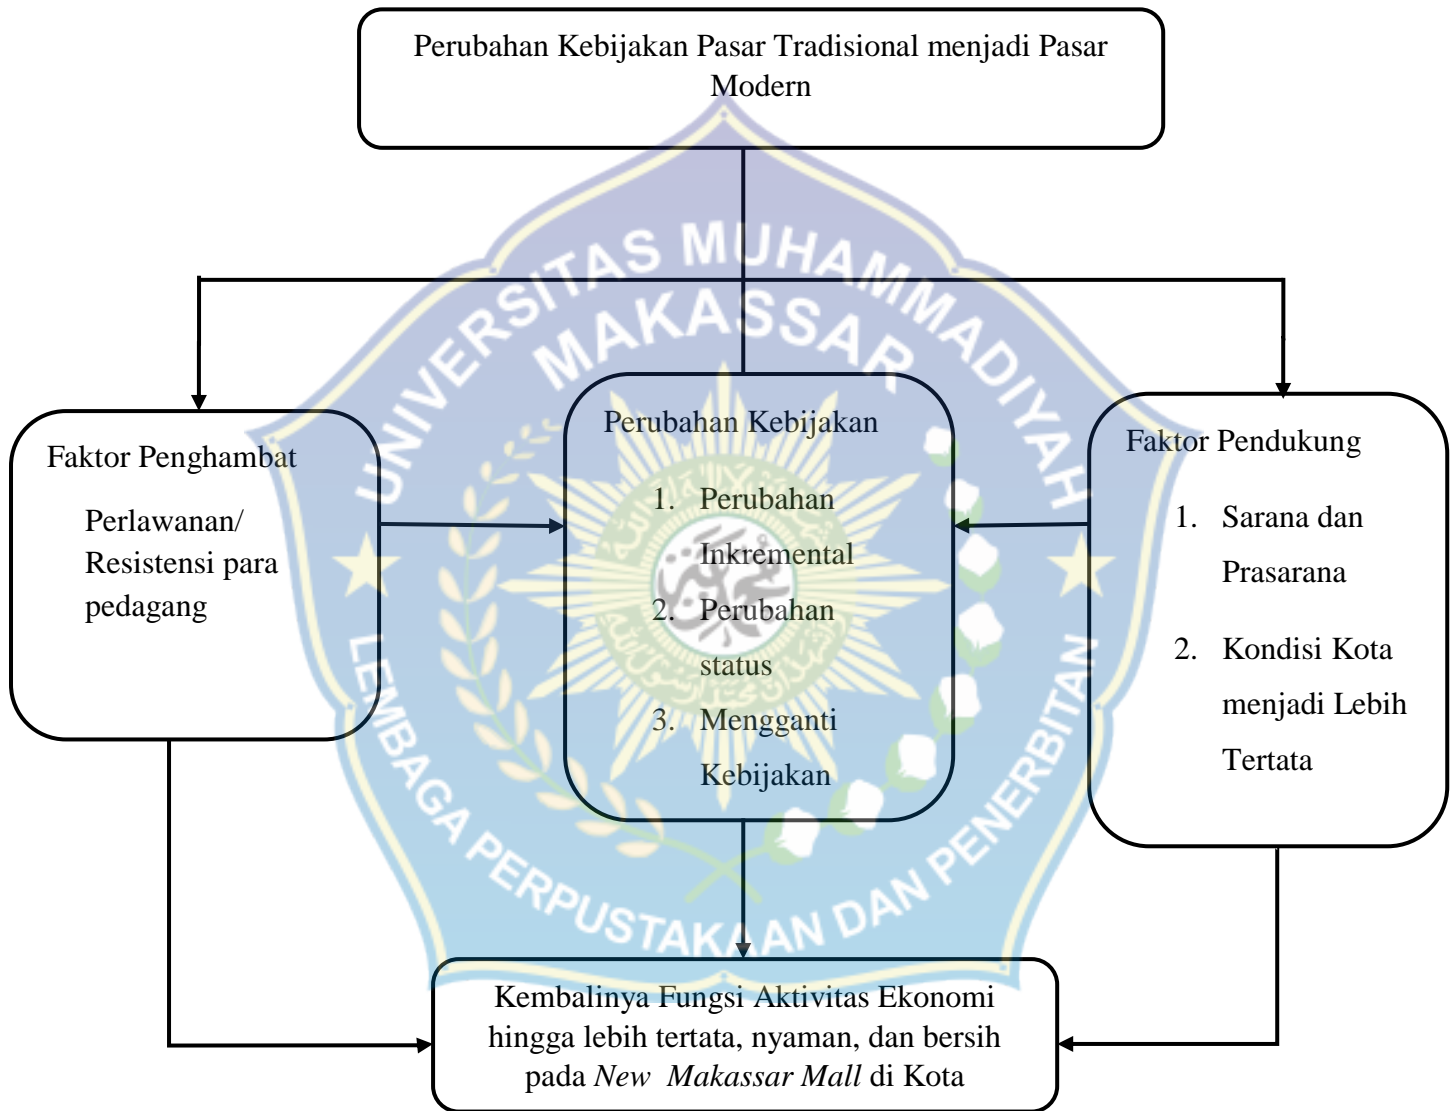 Perubahan Kebijakan Pasar Tradisional menjadi Pasar
Modern
UNIVERSITAS MUHAMMADIYAH
MAKASSAR
Faktor Penghambat
Perlawanan/
Resistensi para
pedagang
Perubahan Kebijakan
1. Perubahan
Inkremental
2. Perubahan
status
3. Mengganti
Kebijakan
Faktor Pendukung
1. Sarana dan
Prasarana
2. Kondisi Kota
menjadi Lebih
Tertata
LEMBAGA PERPUSTAKAAN DAN PENERBITAN
Kembalinya Fungsi Aktivitas Ekonomi
hingga lebih tertata, nyaman, dan bersih
pada New Makassar Mall di Kota